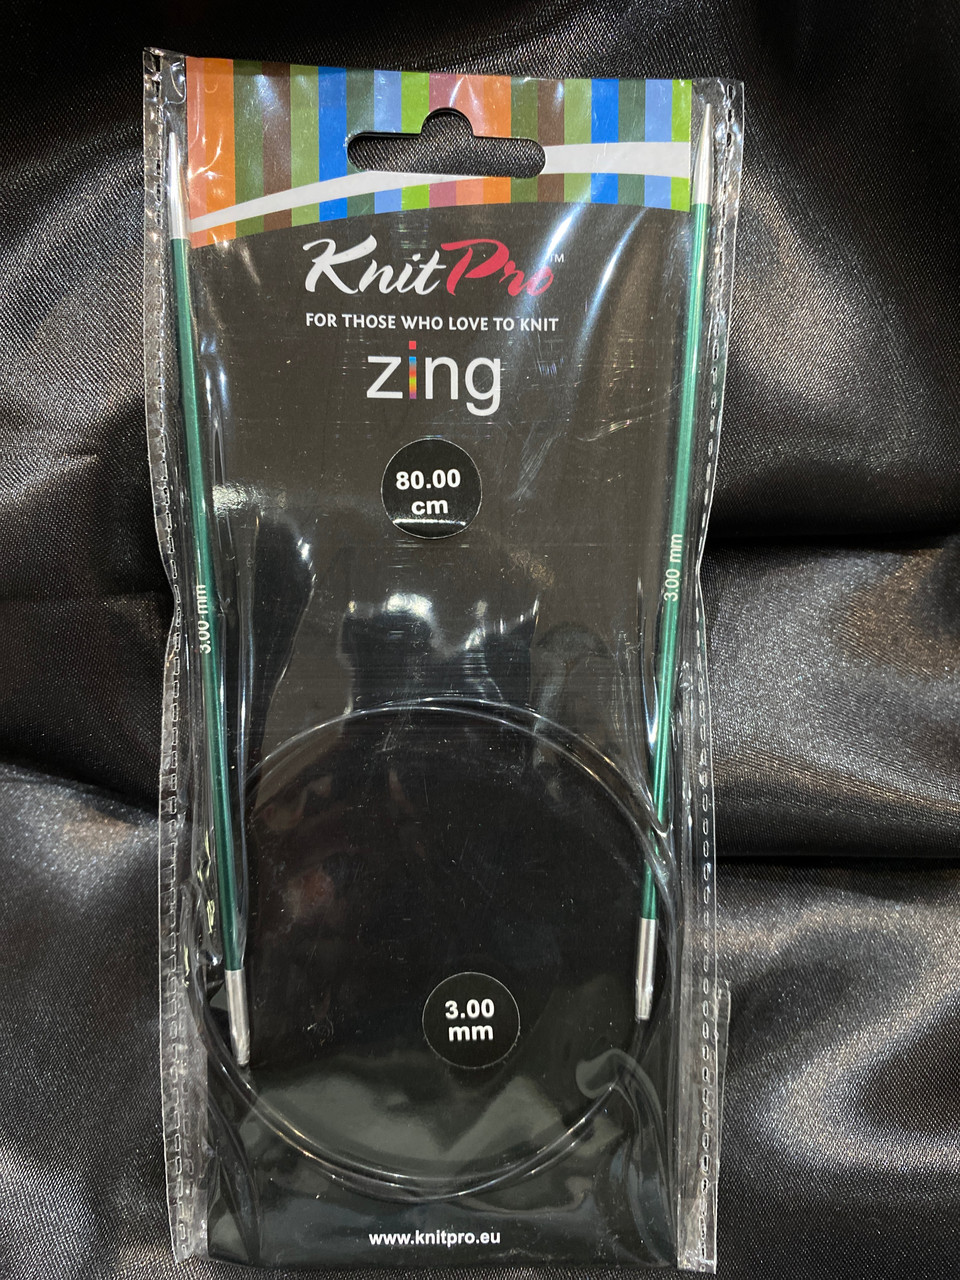 KnitPro™
FOR THOSE WHO LOVE TO KNIT
zing
80.00
cm
3.00 mm
3.00 mm
3.00
mm
www.knitpro.eu